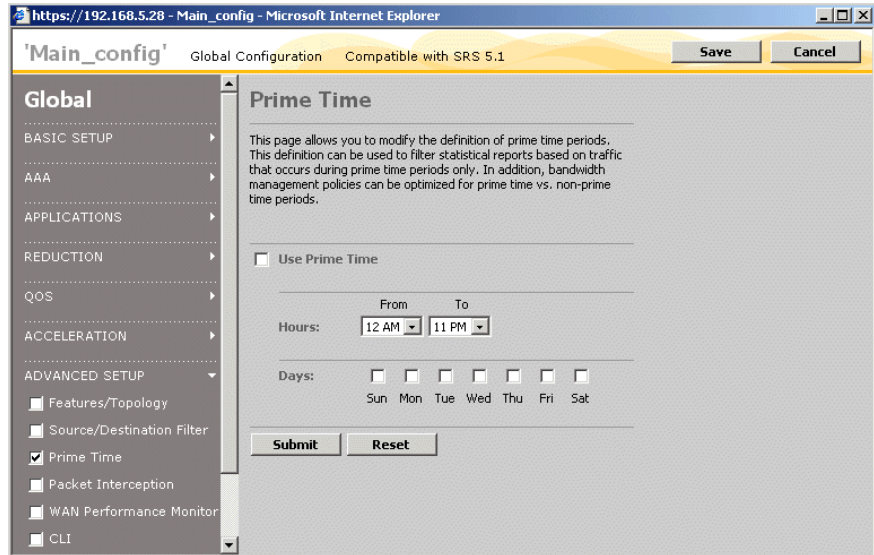 https://192.168.5.28 - Main_config - Microsoft Internet Explorer
'Main_config' Global Configuration Compatible with SRS 5.1 Save Cancel
Global
BASIC SETUP
AAA
APPLICATIONS
REDUCTION
QOS
ACCELERATION
ADVANCED SETUP
Features/Topology
Source/Destination Filter
Prime Time
Packet Interception
WAN Performance Monitor
CLI
Prime Time
This page allows you to modify the definition of prime time periods.
This definition can be used to filter statistical reports based on traffic
that occurs during prime time periods only. In addition, bandwidth
management policies can be optimized for prime time vs. non-prime
time periods.
Use Prime Time
From To
Hours: 12 AM 11 PM
Days:
Sun Mon Tue Wed Thu Fri Sat
Submit Reset